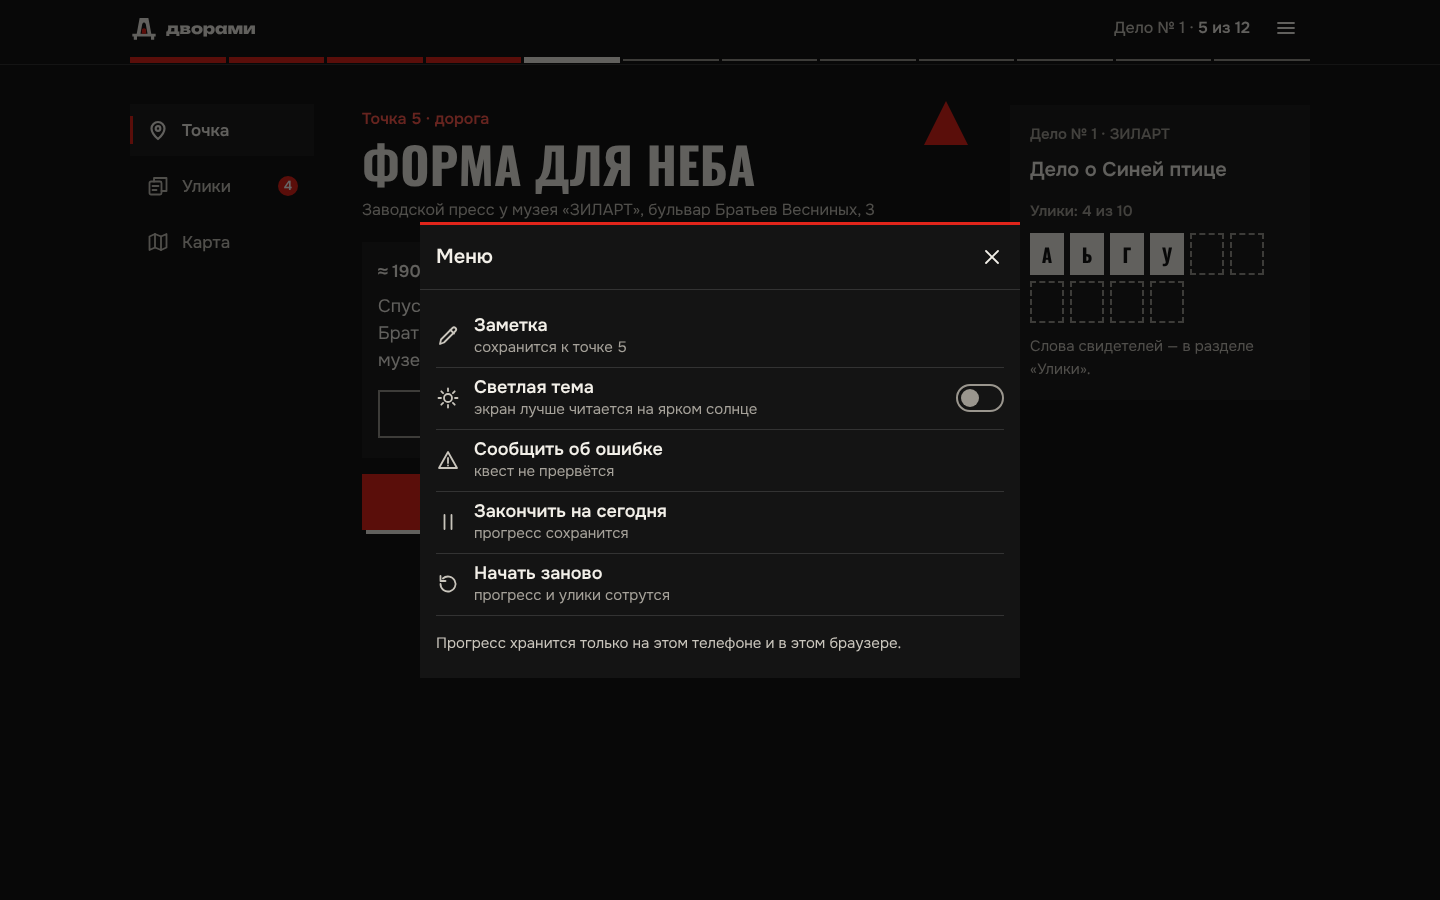 дворами
Дело № 1 · 5 из 12
Точка
Улики 4
Карта
Точка 5 · дорога
ФОРМА ДЛЯ НЕБА
Заводской пресс у музея «ЗИЛАРТ», бульвар Братьев Весниных, 3
≈ 190
Спус
Брат
музе
Меню
Заметка
сохранится к точке 5
Светлая тема
экран лучше читается на ярком солнце
Сообщить об ошибке
квест не прервётся
Закончить на сегодня
прогресс сохранится
Начать заново
прогресс и улики сотрутся
Прогресс хранится только на этом телефоне и в этом браузере.
Дело № 1 · ЗИЛАРТ
Дело о Синей птице
Улики: 4 из 10
А Ь Г У
Слова свидетелей — в разделе
«Улики».